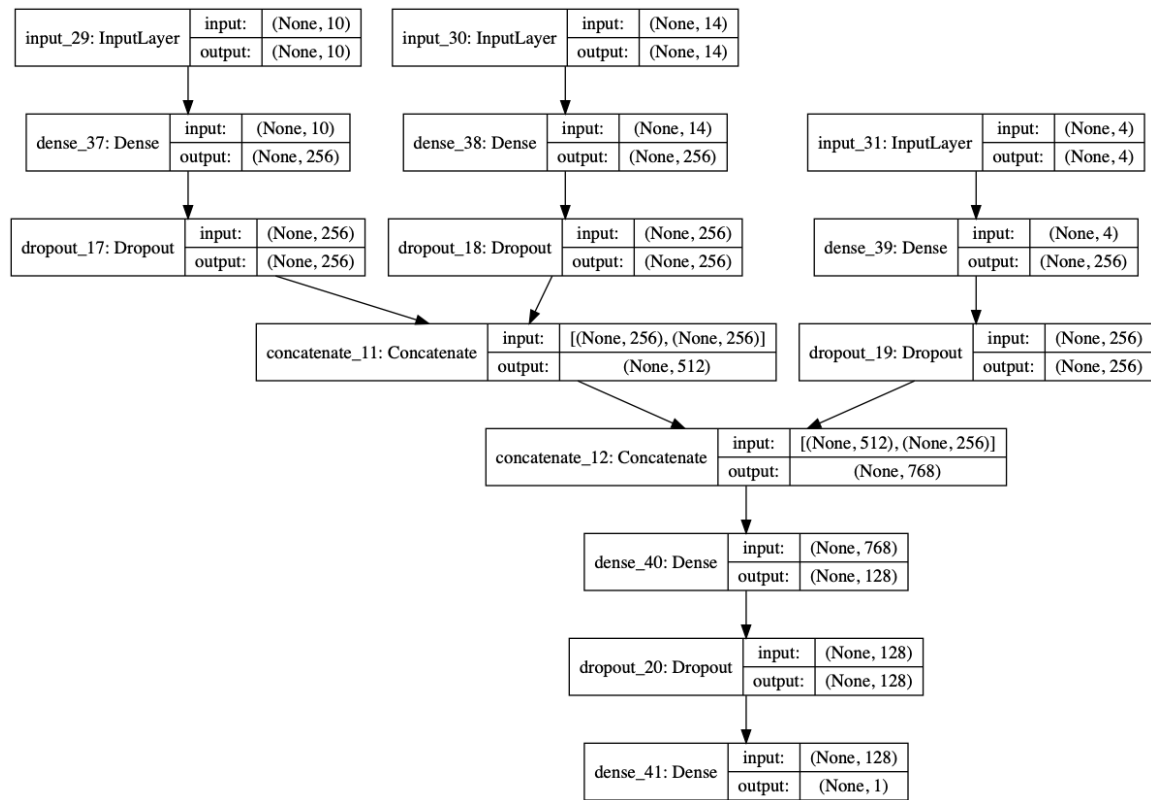 input_29: InputLayer
input: (None, 10)
output: (None, 10)
input_30: InputLayer
input: (None, 14)
output: (None, 14)
dense_37: Dense
input: (None, 10)
output: (None, 256)
dense_38: Dense
input: (None, 14)
output: (None, 256)
input_31: InputLayer
input: (None, 4)
output: (None, 4)
dropout_17: Dropout
input: (None, 256)
output: (None, 256)
dropout_18: Dropout
input: (None, 256)
output: (None, 256)
dense_39: Dense
input: (None, 4)
output: (None, 256)
concatenate_11: Concatenate
input: [(None, 256), (None, 256)]
output: (None, 512)
dropout_19: Dropout
input: (None, 256)
output: (None, 256)
concatenate_12: Concatenate
input: [(None, 512), (None, 256)]
output: (None, 768)
dense_40: Dense
input: (None, 768)
output: (None, 128)
dropout_20: Dropout
input: (None, 128)
output: (None, 128)
dense_41: Dense
input: (None, 128)
output: (None, 1)